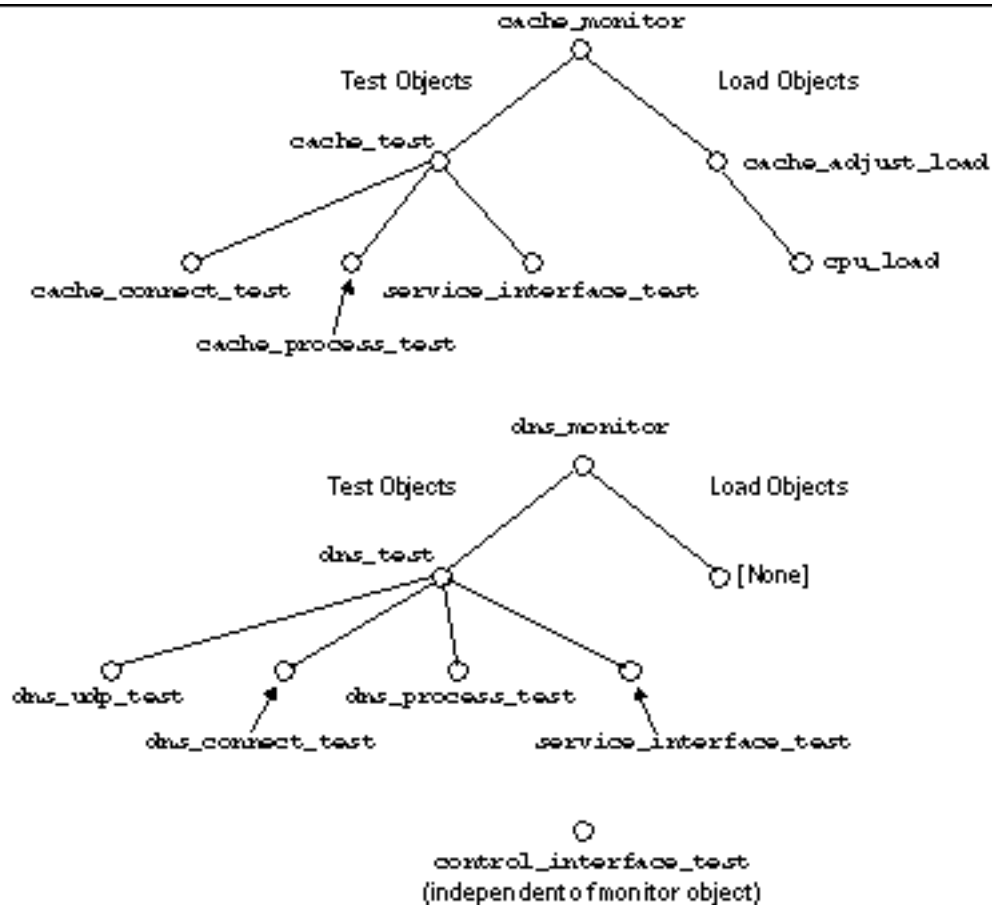 cache_monitor
Test Objects
Load Objects
cache_test
cache_adjust_load
cpu_load
cache_connect_test
service_interface_test
cache_process_test
dns_monitor
Test Objects
Load Objects
dns_test
[None]
dns_udp_test
dns_process_test
dns_connect_test
service_interface_test
control_interface_test
(independent of monitor object)